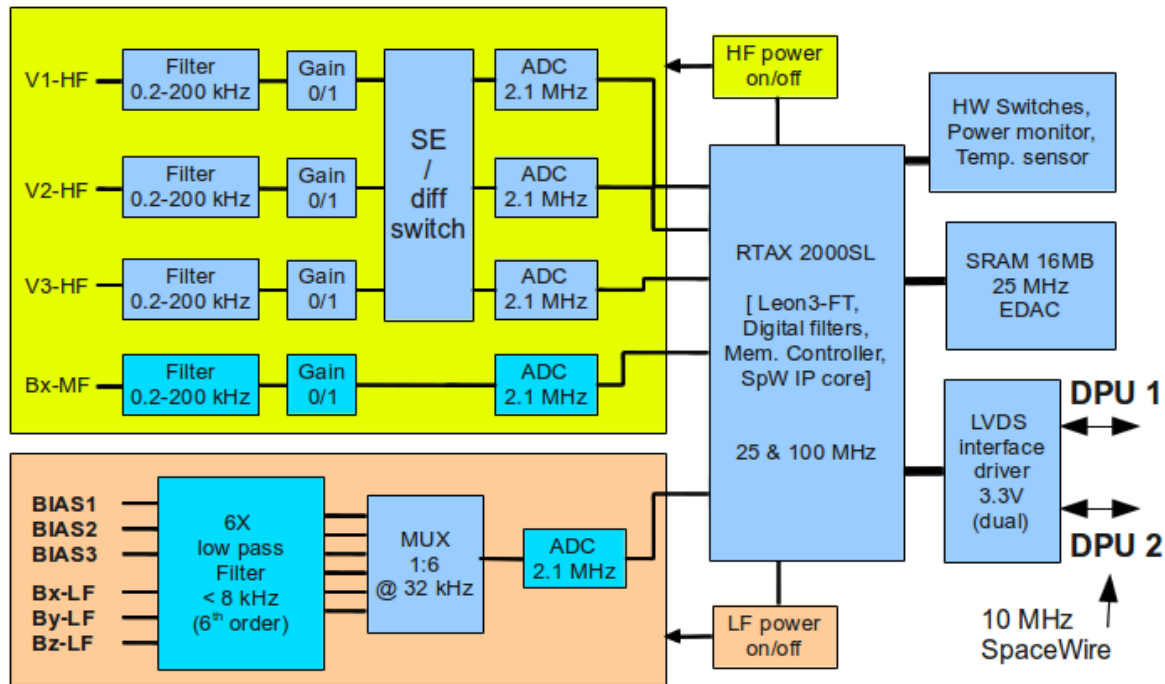 V1-HF
Filter
0.2-200 kHz
Gain
0/1
ADC
2.1 MHz
V2-HF
Filter
0.2-200 kHz
Gain
0/1
SE
/
diff
switch
ADC
2.1 MHz
V3-HF
Filter
0.2-200 kHz
Gain
0/1
ADC
2.1 MHz
Bx-MF
Filter
0.2-200 kHz
Gain
0/1
ADC
2.1 MHz
HF power
on/off
HW Switches,
Power monitor,
Temp. sensor
RTAX 2000SL
[ Leon3-FT,
Digital filters,
Mem. Controller,
SpW IP core]
25 & 100 MHz
SRAM 16MB
25 MHz
EDAC
LVDS
interface
driver
3.3V
(dual)
DPU 1
DPU 2
10 MHz
SpaceWire
BIAS1
BIAS2
BIAS3
Bx-LF
By-LF
Bz-LF
6X
low pass
Filter
< 8 kHz
(6th order)
MUX
1:6
@ 32 kHz
ADC
2.1 MHz
LF power
on/off